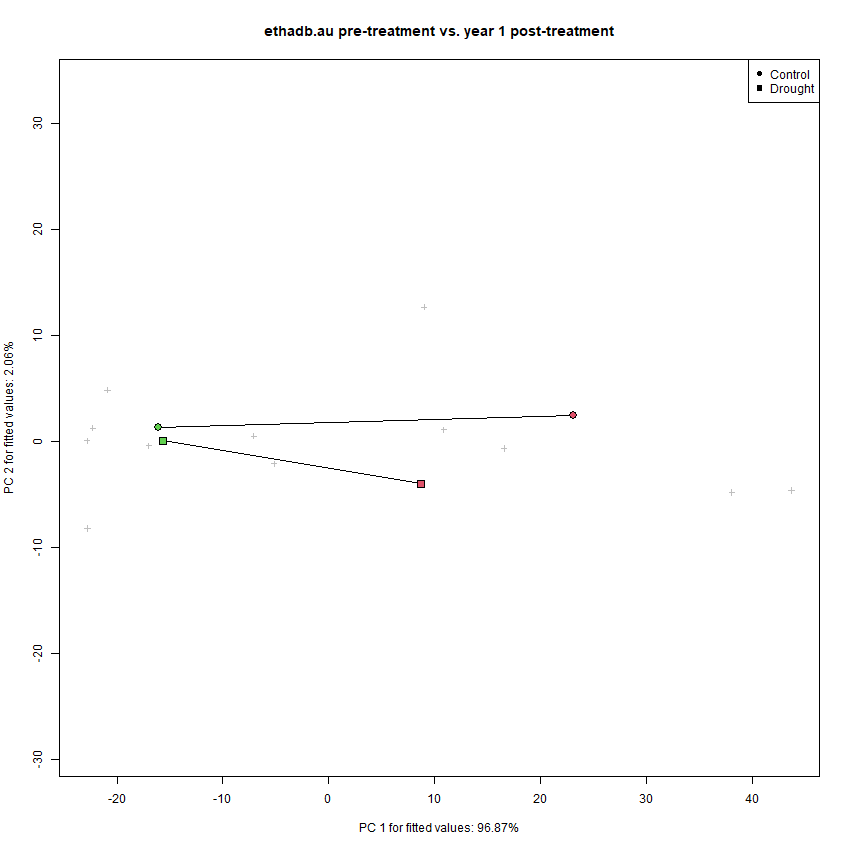 ethadb.au pre-treatment vs. year 1 post-treatment
Control
Drought
30
20
10
0
-10
-20
-30
PC 2 for fitted values: 2.06%
-20 -10 0 10 20 30 40
PC 1 for fitted values: 96.87%